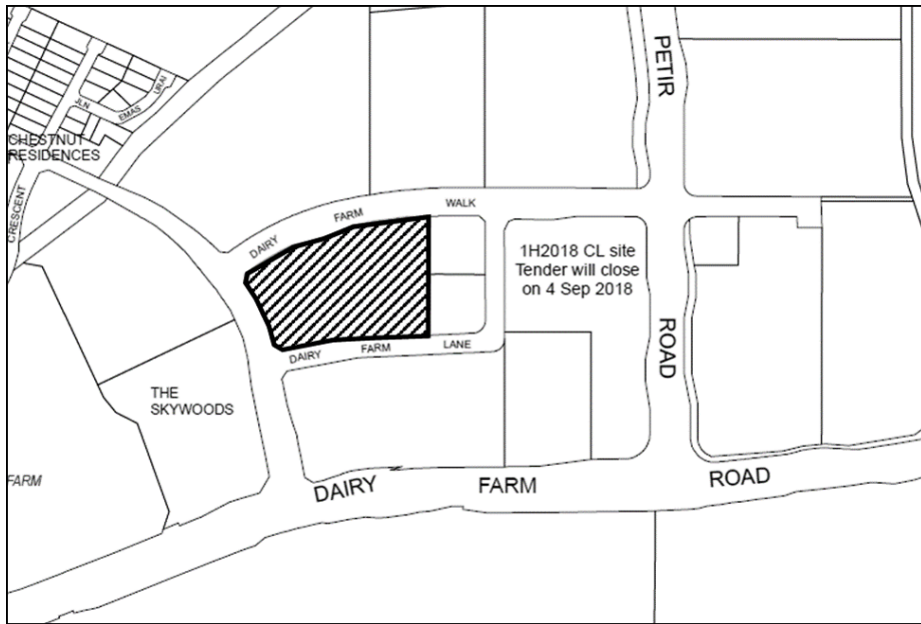 PETIR
JLN
EMAS
URAI
CHESTNUT
RESIDENCES
CRESCENT
DAIRY
FARM
WALK
1H2018 CL site
Tender will close
on 4 Sep 2018
DAIRY
FARM
LANE
ROAD
THE
SKYWOODS
FARM
DAIRY
FARM
ROAD